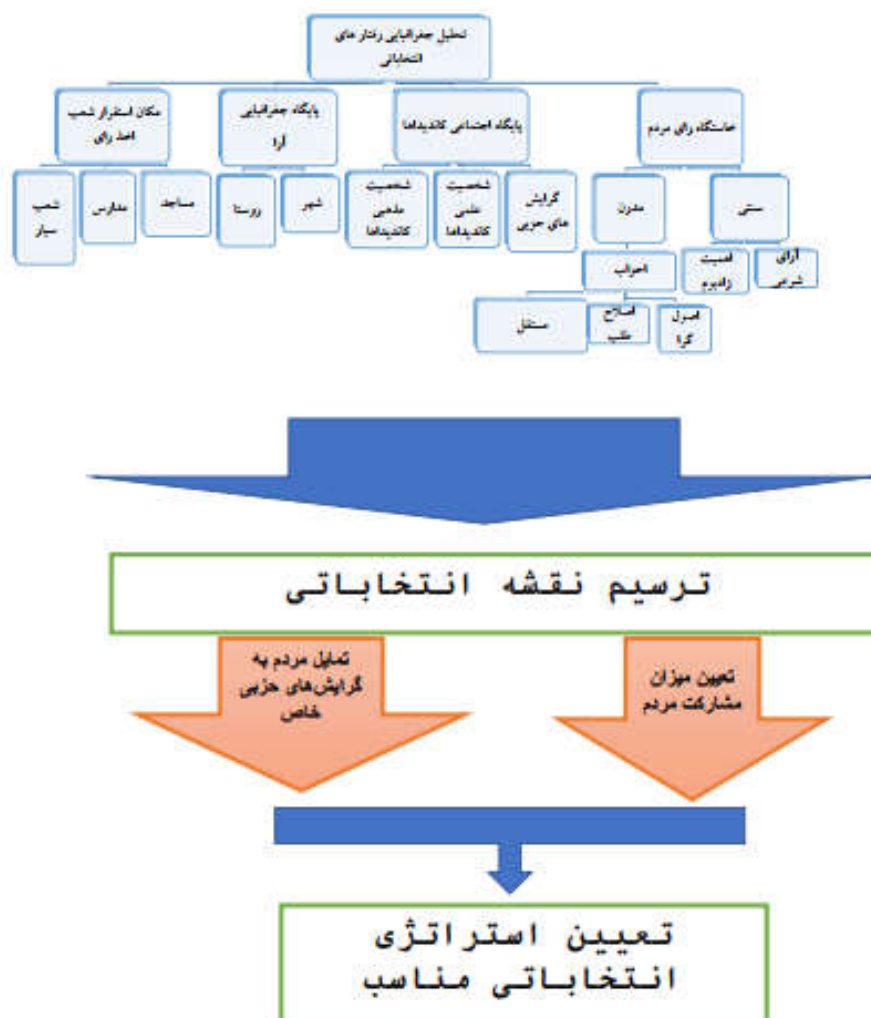 تحلیل جغرافیایی رفتار های
انتخاباتی
خاستگاه رای مردم
پایگاه اجتماعی کاندیداها
پایگاه جغرافیایی
آرا
مکان استقرار شعب
اخذ رای
سنتی
مدرن
گرایش
های حزبی
شخصیت
علمی
کاندیداها
شخصیت
مذهبی
کاندیداها
شهر
روستا
مساجد
مدارس
شعب
سیار
آرای
شرعی
اهمیت
زادبوم
احزاب
اصول
گرا
اصلاح
طلب
مستقل
ترسیم نقشه انتخاباتی
تعیین میزان
مشارکت مردم
تمایل مردم به
گرایش‌های حزبی
خاص
تعیین استراتژی
انتخاباتی مناسب